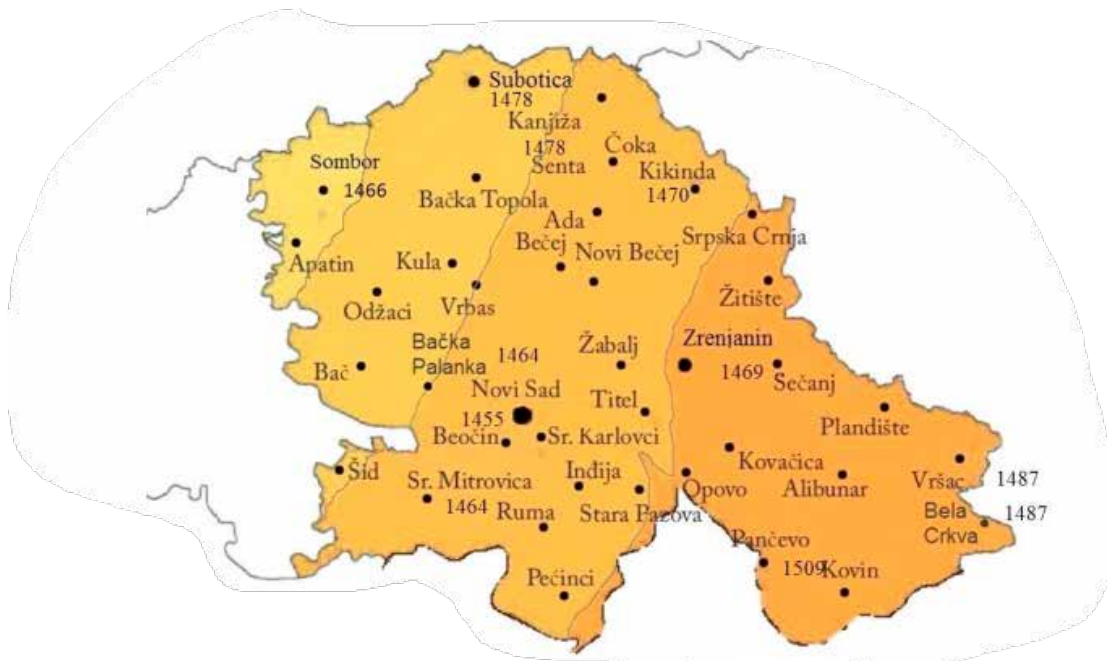 Subotica
1478
Kanjiža
1478
Senta
Čoka
Kikinda
1470
Sombor
1466
Bačka Topola
Ada
Srpska Crnja
Bečej
Novi Bečej
Apatin
Kula
Žitište
Odžaci
Vrbas
Bačka
Palanka
1464
Žabalj
Zrenjanin
1469
Sečanj
Bač
Novi Sad
1455
Titel
Plandište
Beočin
Sr. Karlovci
Kovačica
Šid
Sr. Mitrovica
1464
Inđija
Opovo
Alibunar
Vršac
1487
Ruma
Stara Pazova
Bela
Crkva
1487
Pančevo
1509
Kovin
Pećinci